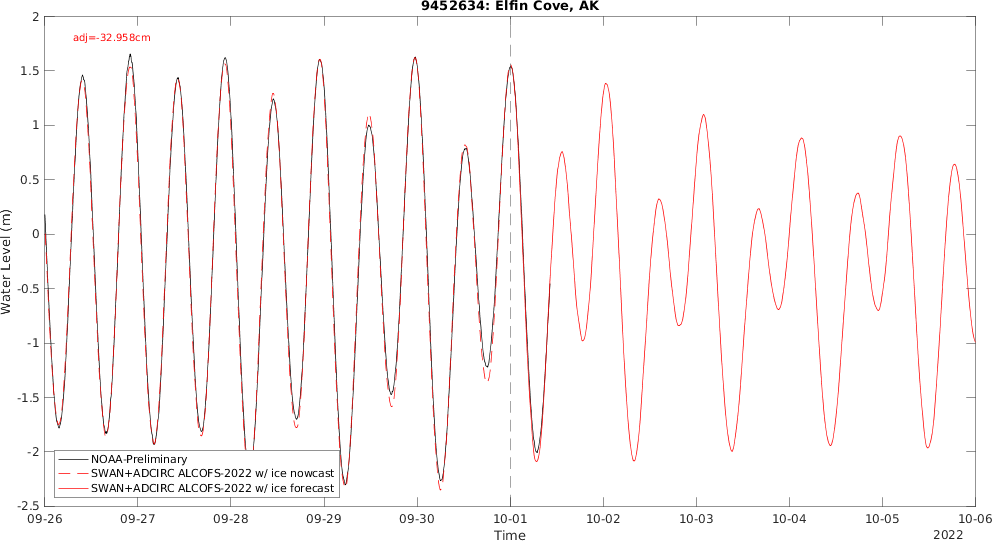 9452634: Elfin Cove, AK
adj=-32.958cm
2
1.5
1
0.5
0
-0.5
-1
-1.5
-2
-2.5
Water Level (m)
NOAA-Preliminary
SWAN+ADCIRC ALCOFS-2022 w/ ice nowcast
SWAN+ADCIRC ALCOFS-2022 w/ ice forecast
09-26 09-27 09-28 09-29 09-30 10-01 10-02 10-03 10-04 10-05 10-06
Time
2022